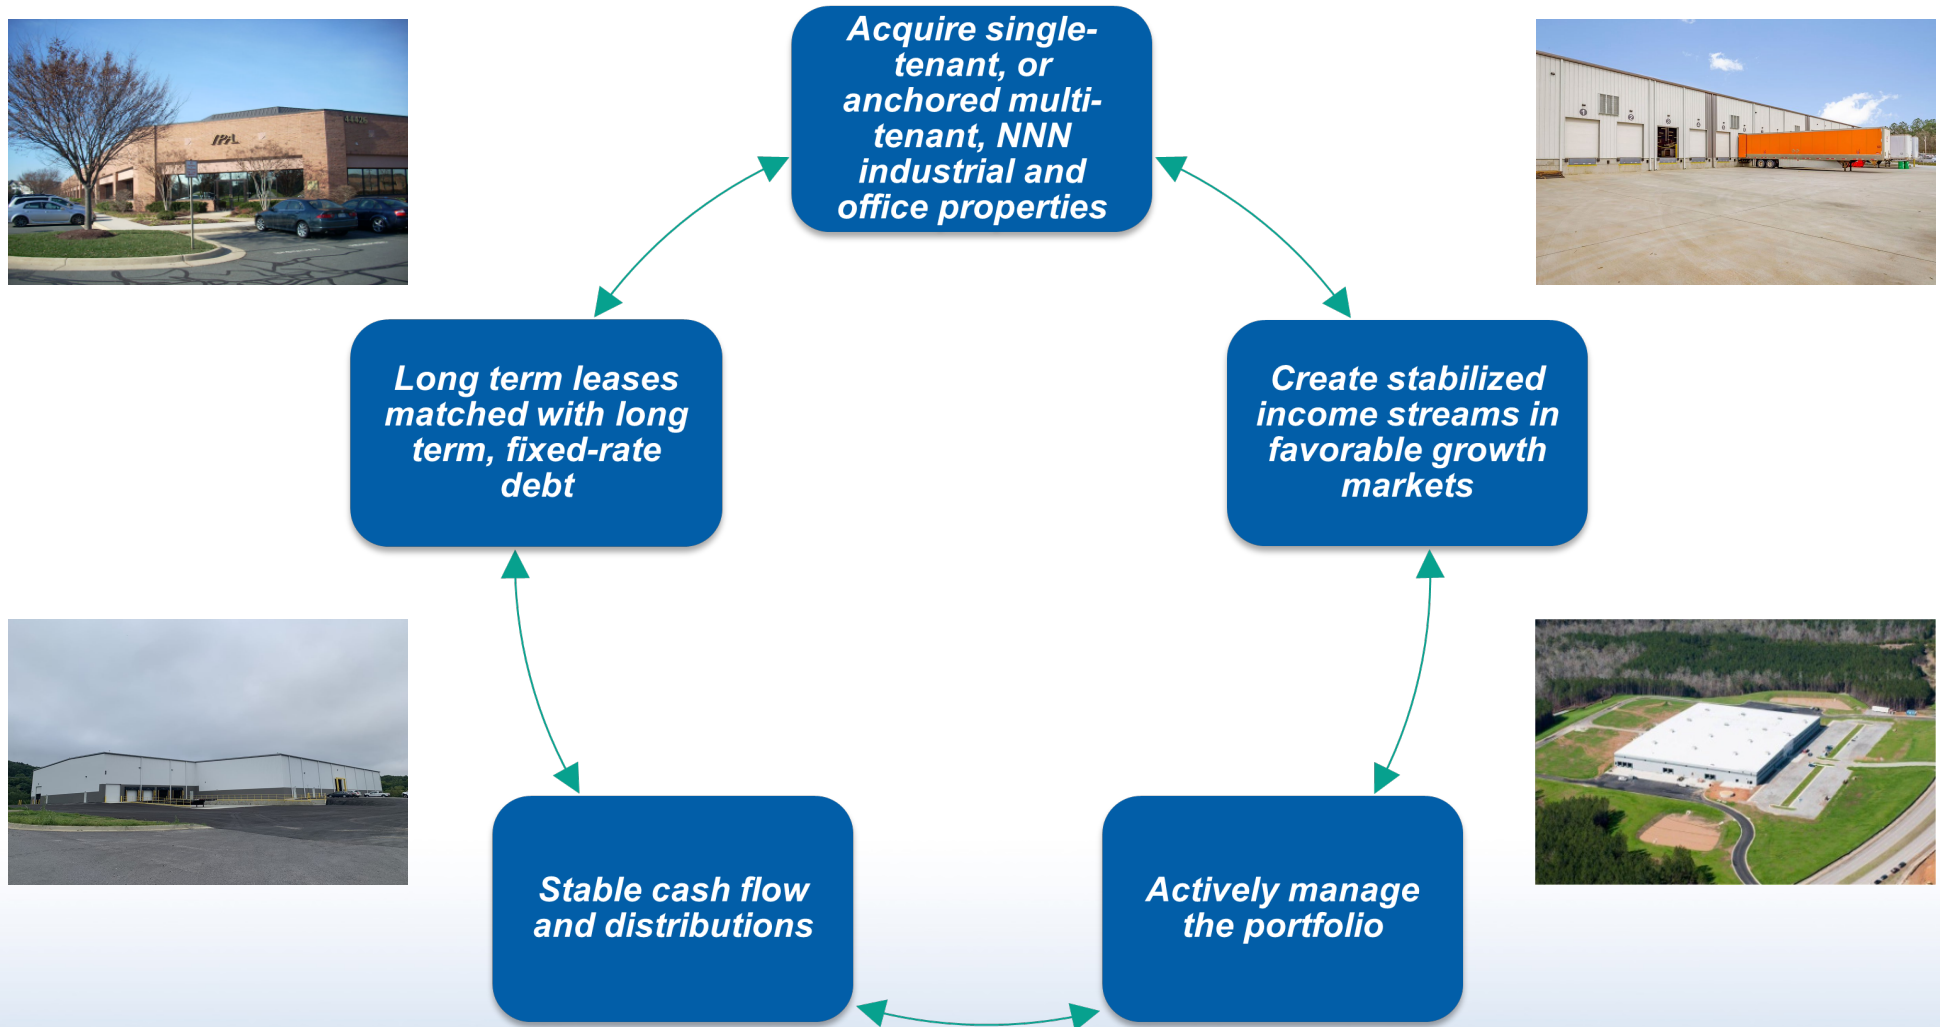 Acquire single-
tenant, or
anchored multi-
tenant, NNN
industrial and
office properties
Long term leases
matched with long
term, fixed-rate
debt
Create stabilized
income streams in
favorable growth
markets
Stable cash flow
and distributions
Actively manage
the portfolio